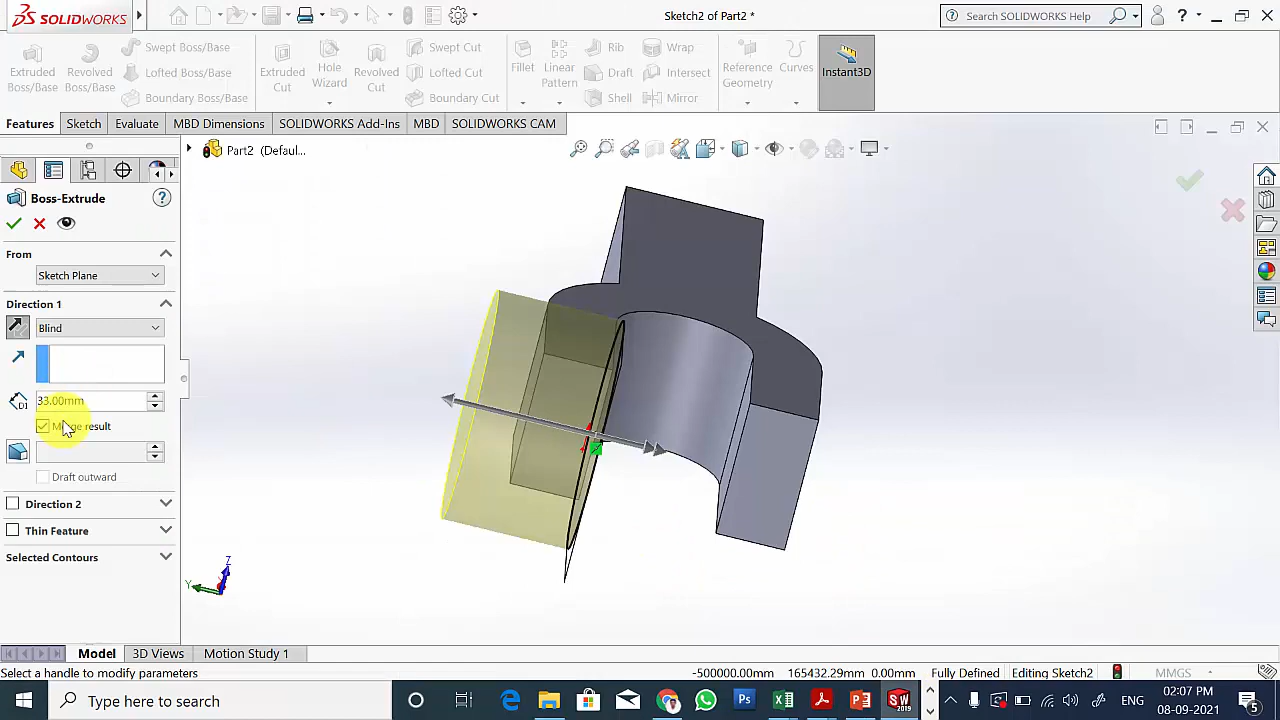 SOLIDWORKS
Sketch2 of Part2 *
Search SOLIDWORKS Help
Extruded Boss/Base
Revolved Boss/Base
Swept Boss/Base
Lofted Boss/Base
Boundary Boss/Base
Extruded Cut
Hole Wizard
Revolved Cut
Swept Cut
Lofted Cut
Boundary Cut
Fillet
Linear Pattern
Rib
Draft
Shell
Wrap
Intersect
Mirror
Reference Geometry
Curves
Instant3D
Features
Sketch
Evaluate
MBD Dimensions
SOLIDWORKS Add-Ins
MBD
SOLIDWORKS CAM
Part2 (Defaul...
Boss-Extrude
From
Sketch Plane
Direction 1
Blind
D1
33.00mm
Merge result
Draft outward
Direction 2
Thin Feature
Selected Contours
Z
Y
Model
3D Views
Motion Study 1
Select a handle to modify parameters
-500000.00mm 165432.29mm 0.00mm Fully Defined Editing Sketch2
MMGS
Type here to search
ENG
02:07 PM
08-09-2021
5